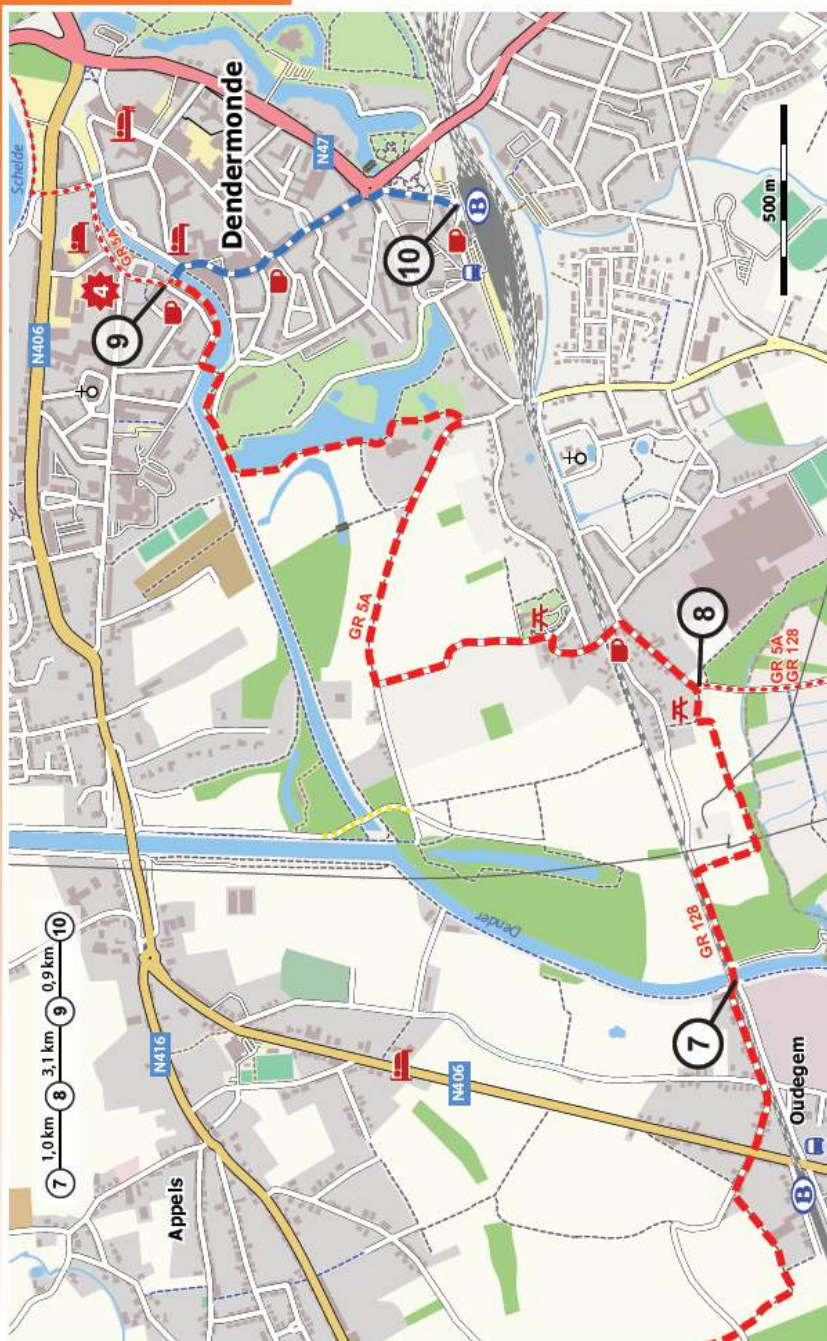 7 1,0 km 8 3,1 km 9 0,9 km 10
Schelde
N406
4
GR 5A
9
Dendermonde
N47
10
B
Appels
N416
N406
GR 5A
Dender
GR 128
8
GR 5A
GR 128
7
Oudegem
B
500 m